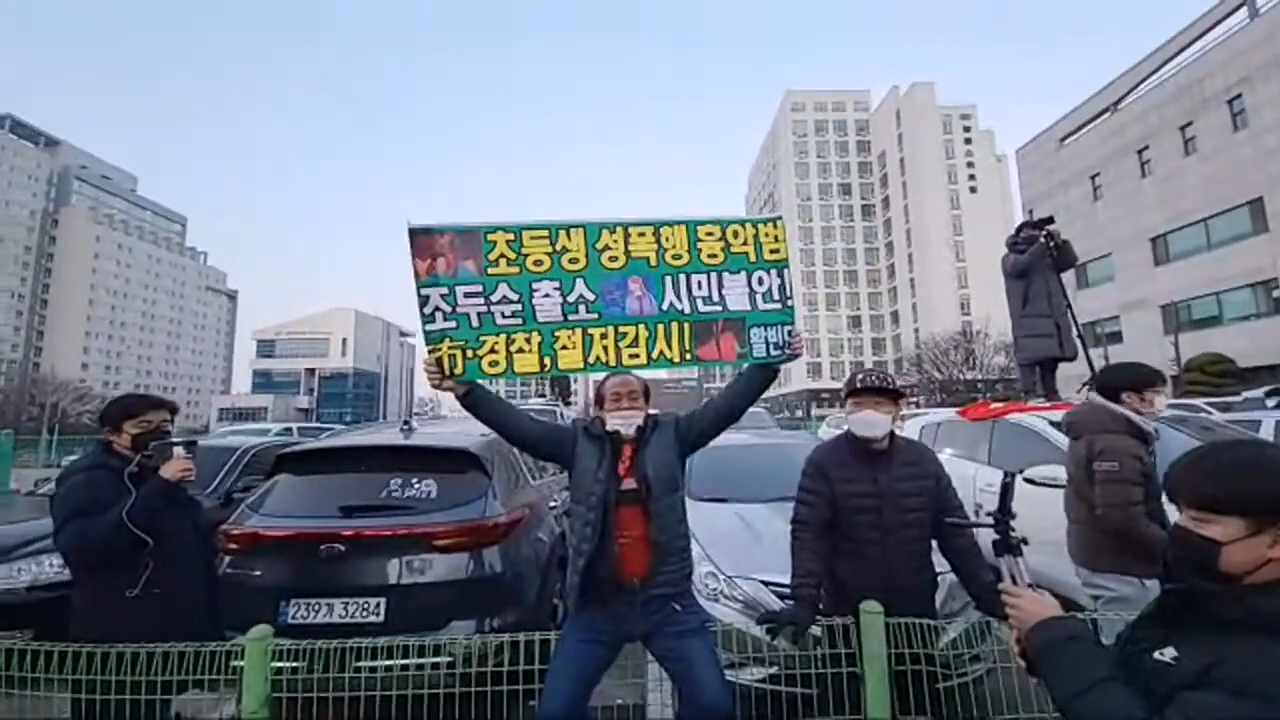 초등생 성폭행 흉악범
조두순 출소 시민불안!
市·경찰, 철저감시! 활빈단
239가 3284